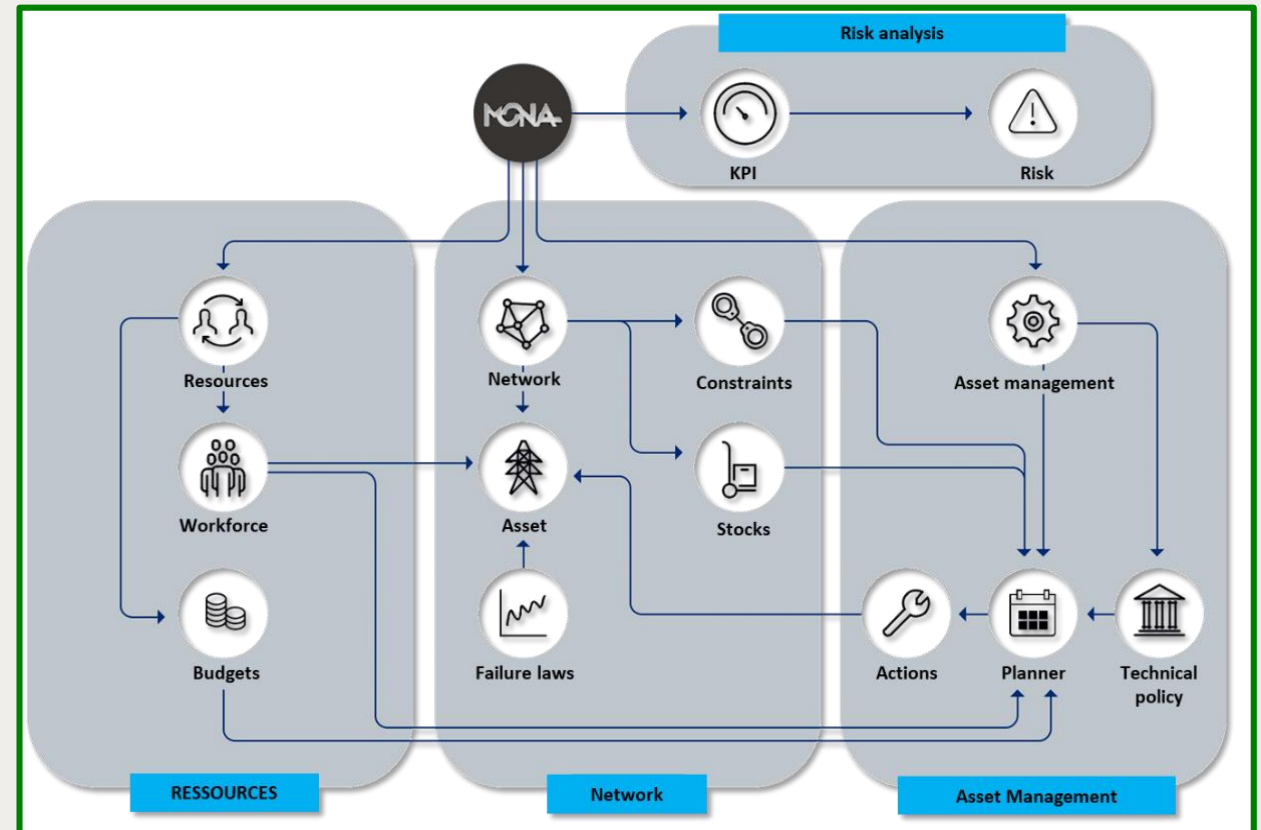 Risk analysis
MONA
KPI
Risk
Resources
Network
Constraints
Asset management
Workforce
Asset
Stocks
Budgets
Failure laws
Actions
Planner
Technical
policy
RESSOURCES
Network
Asset Management